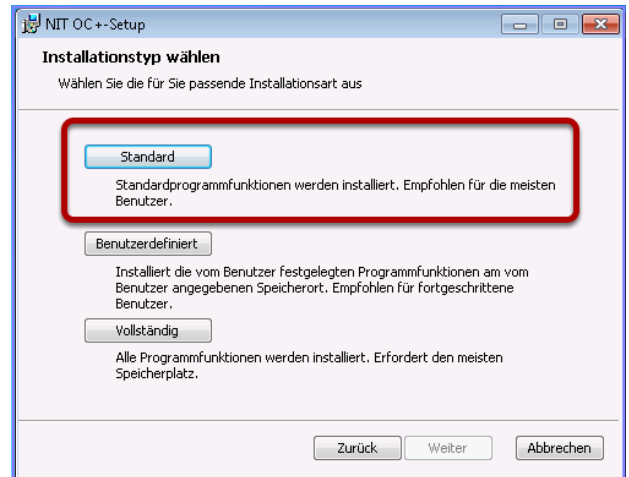 NIT OC+-Setup
Installationstyp wählen
Wählen Sie die für Sie passende Installationsart aus
Standard
Standardprogrammfunktionen werden installiert. Empfohlen für die meisten
Benutzer.
Benutzerdefiniert
Installiert die vom Benutzer festgelegten Programmfunktionen am vom
Benutzer angegebenen Speicherort. Empfohlen für fortgeschrittene
Benutzer.
Vollständig
Alle Programmfunktionen werden installiert. Erfordert den meisten
Speicherplatz.
Zurück Weiter Abbrechen